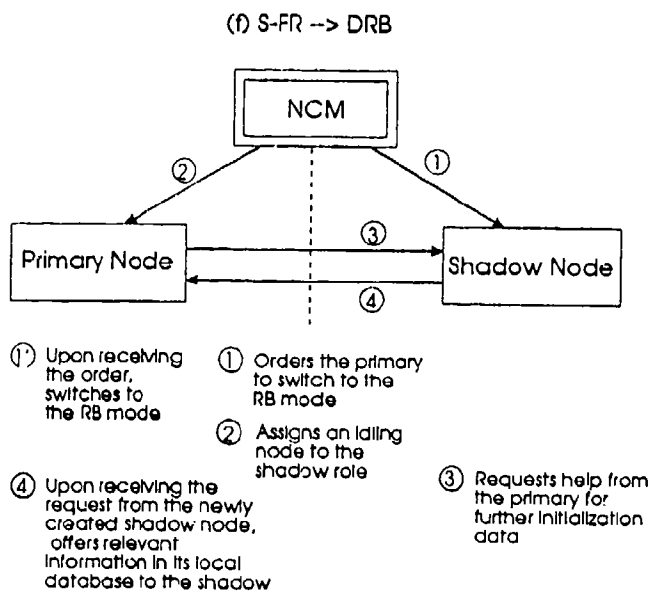 (f) S-FR --> DRB
NCM
②
①
Primary Node
③
Shadow Node
④
①' Upon receiving
the order,
switches to
the RB mode
① Orders the primary
to switch to the
RB mode
② Assigns an idling
node to the
shadow role
④ Upon receiving the
request from the newly
created shadow node,
offers relevant
information in its local
database to the shadow
③ Requests help from
the primary for
further initialization
data